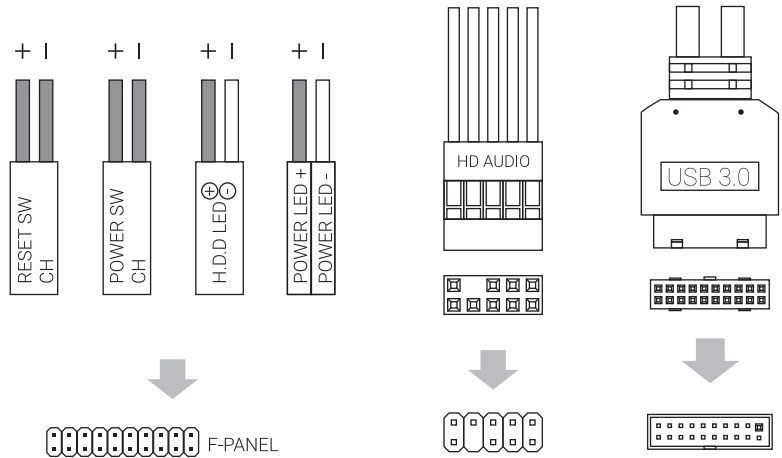 + -
+ -
+ -
+ -
RESET SW
CH
POWER SW
CH
H.D.D LED
+ -
POWER LED +
POWER LED -
HD AUDIO
USB 3.0
F-PANEL